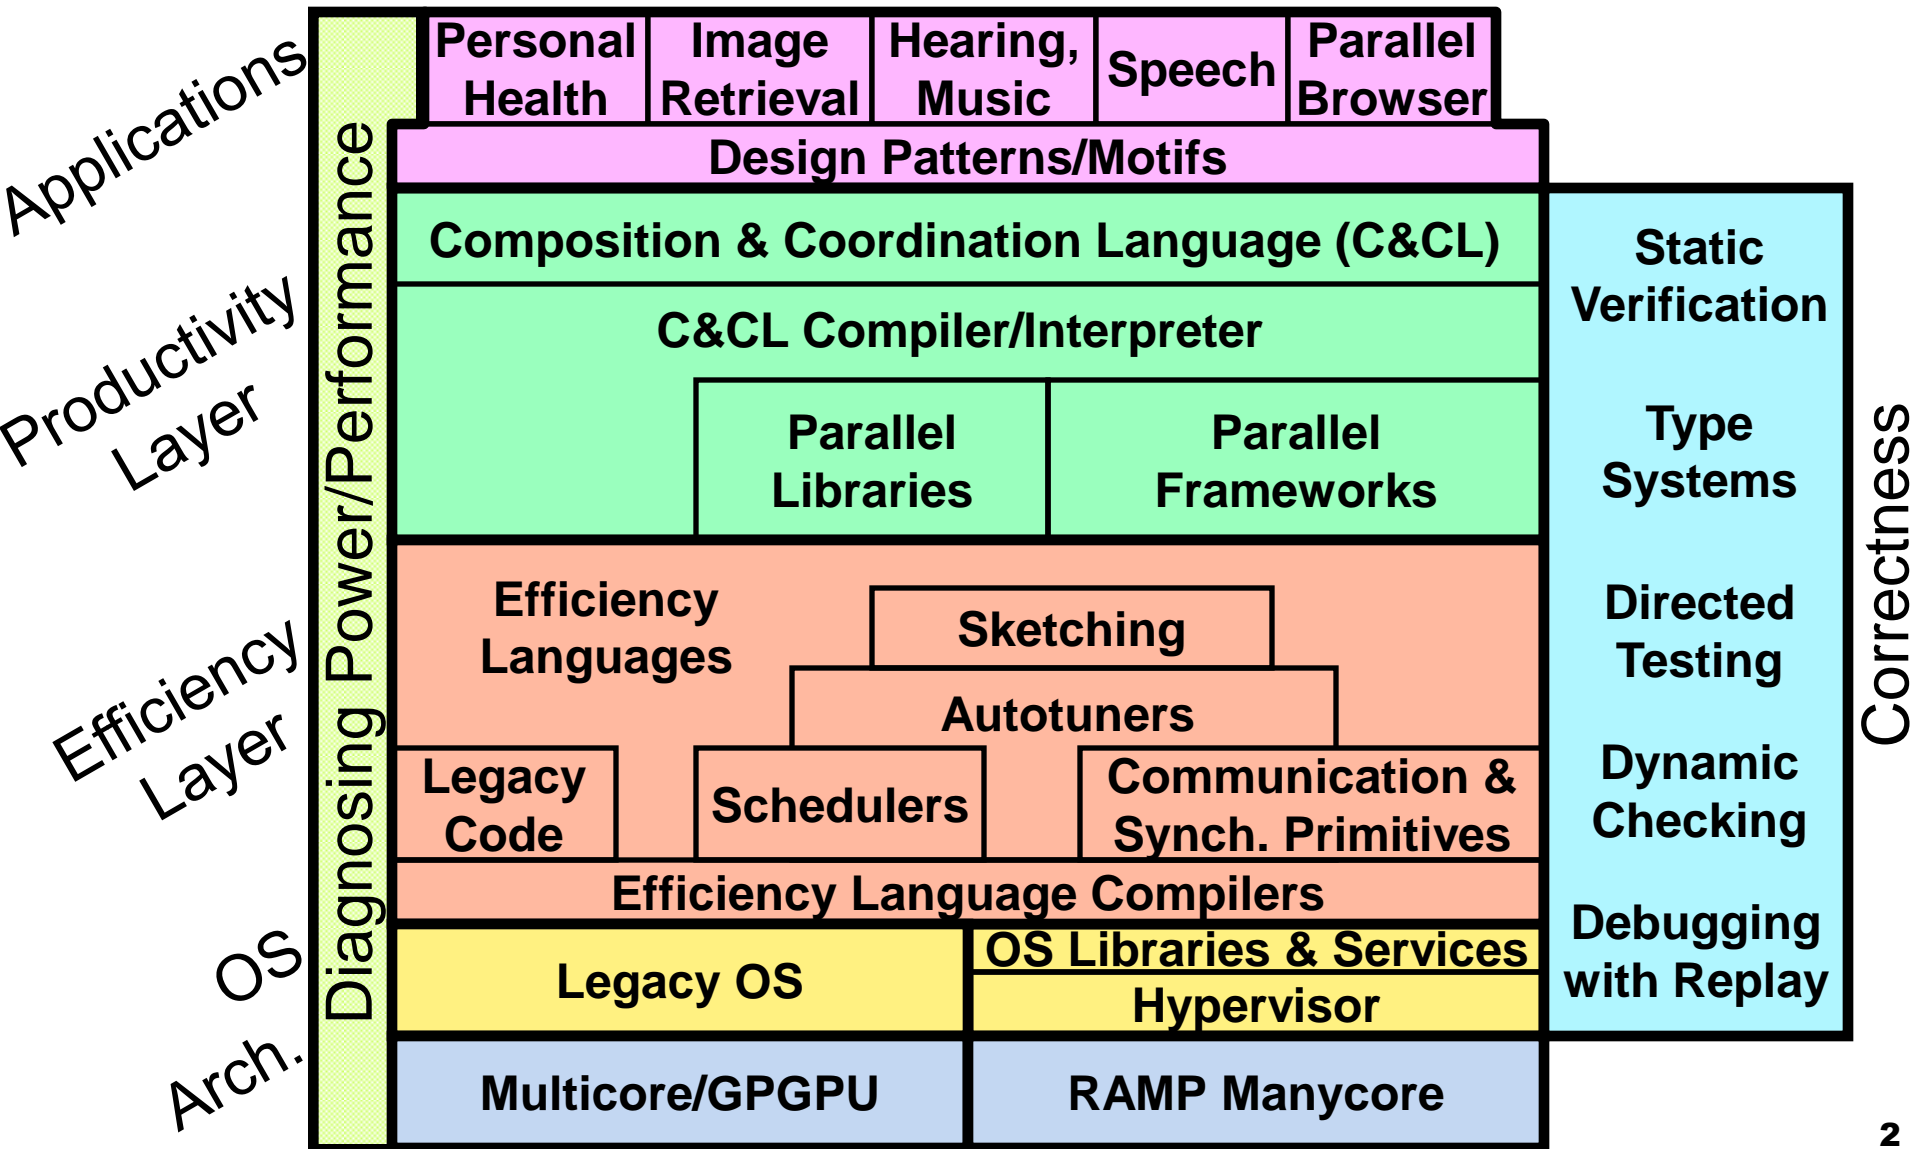 Applications
Productivity
Layer
Efficiency
Layer
OS
Arch.
Diagnosing Power/Performance
Personal
Health
Image
Retrieval
Hearing,
Music
Speech
Parallel
Browser
Design Patterns/Motifs
Composition & Coordination Language (C&CL)
C&CL Compiler/Interpreter
Parallel
Libraries
Parallel
Frameworks
Efficiency
Languages
Sketching
Autotuners
Legacy
Code
Schedulers
Communication &
Synch. Primitives
Efficiency Language Compilers
Legacy OS
OS Libraries & Services
Hypervisor
Multicore/GPGPU
RAMP Manycore
Static
Verification
Type
Systems
Directed
Testing
Dynamic
Checking
Debugging
with Replay
Correctness
2